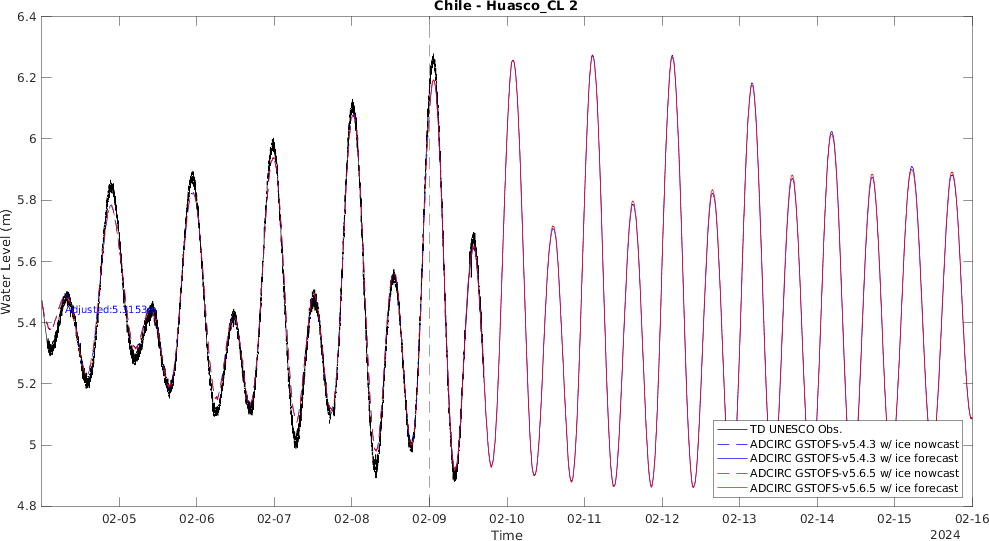 Chile - Huasco_CL 2
6.4
6.2
6
5.8
5.6
5.4
5.2
5
4.8
Water Level (m)
02-05
02-06
02-07
02-08
02-09
02-10
02-11
02-12
02-13
02-14
02-15
02-16
Time
2024
TD UNESCO Obs.
ADCIRC GSTOFS-v5.4.3 w/ ice nowcast
ADCIRC GSTOFS-v5.4.3 w/ ice forecast
ADCIRC GSTOFS-v5.6.5 w/ ice nowcast
ADCIRC GSTOFS-v5.6.5 w/ ice forecast